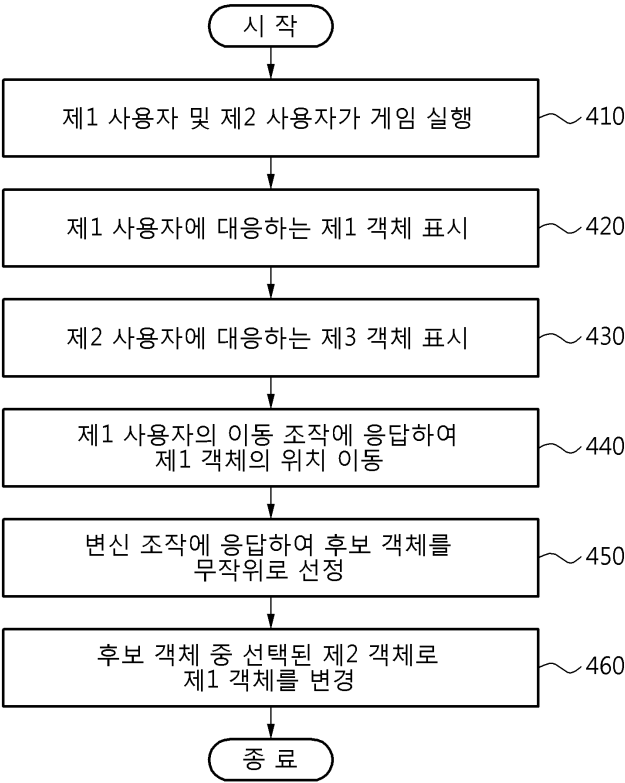 시 작
제1 사용자 및 제2 사용자가 게임 실행
410
제1 사용자에 대응하는 제1 객체 표시
420
제2 사용자에 대응하는 제3 객체 표시
430
제1 사용자의 이동 조작에 응답하여
제1 객체의 위치 이동
440
변신 조작에 응답하여 후보 객체를
무작위로 선정
450
후보 객체 중 선택된 제2 객체로
제1 객체를 변경
460
종 료